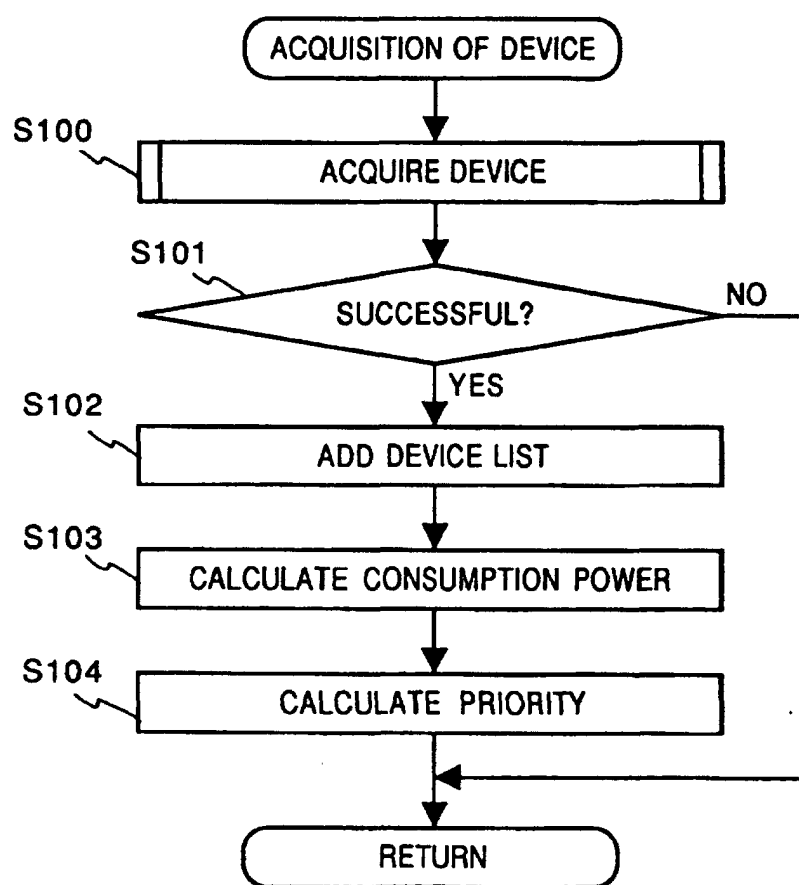 ACQUISITION OF DEVICE
S100
ACQUIRE DEVICE
S101
SUCCESSFUL?
NO
YES
S102
ADD DEVICE LIST
S103
CALCULATE CONSUMPTION POWER
S104
CALCULATE PRIORITY
RETURN